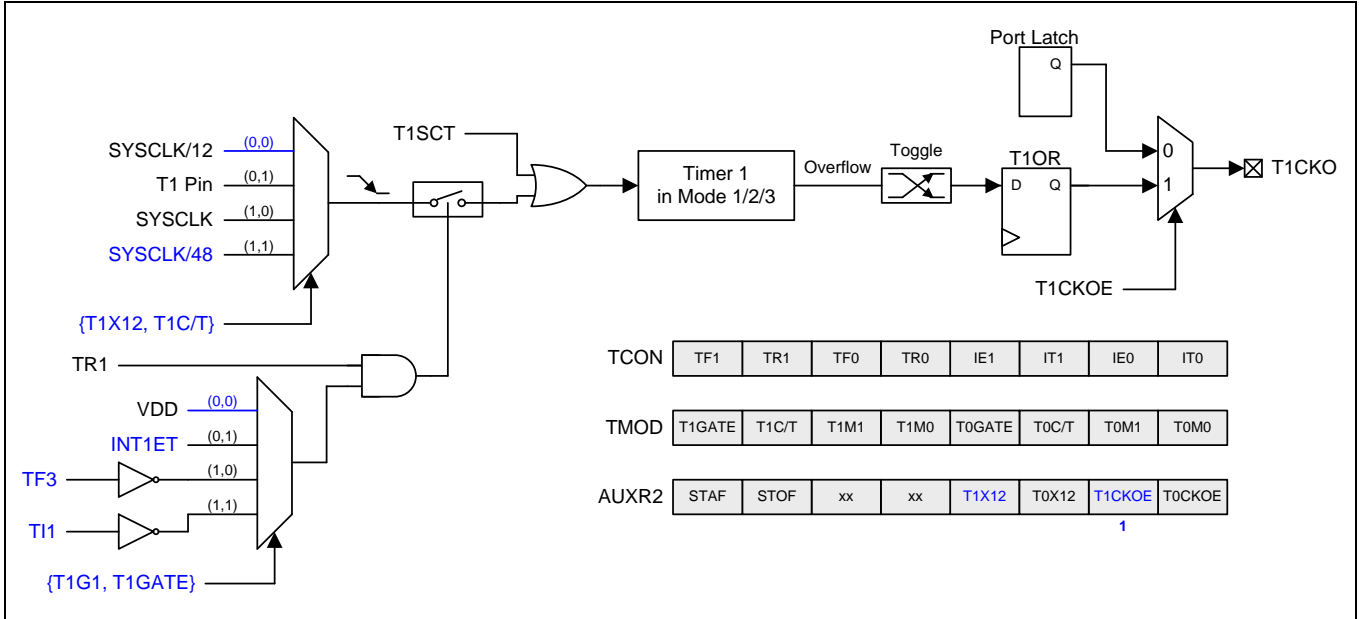 Port Latch
Q
T1SCT
SYSCLK/12 (0,0)
T1 Pin (0,1)
SYSCLK (1,0)
SYSCLK/48 (1,1)
Timer 1
in Mode 1/2/3
Overflow
Toggle
T1OR
D Q
0
1
T1CKO
T1CKOE
{T1X12, T1C/T}
TR1
VDD (0,0)
INT1ET (0,1)
TF3 (1,0)
TI1 (1,1)
{T1G1, T1GATE}
TCON TF1 TR1 TF0 TR0 IE1 IT1 IE0 IT0
TMOD T1GATE T1C/T T1M1 T1M0 T0GATE T0C/T T0M1 T0M0
AUXR2 STAF STOF xx xx T1X12 T0X12 T1CKOE T0CKOE
1